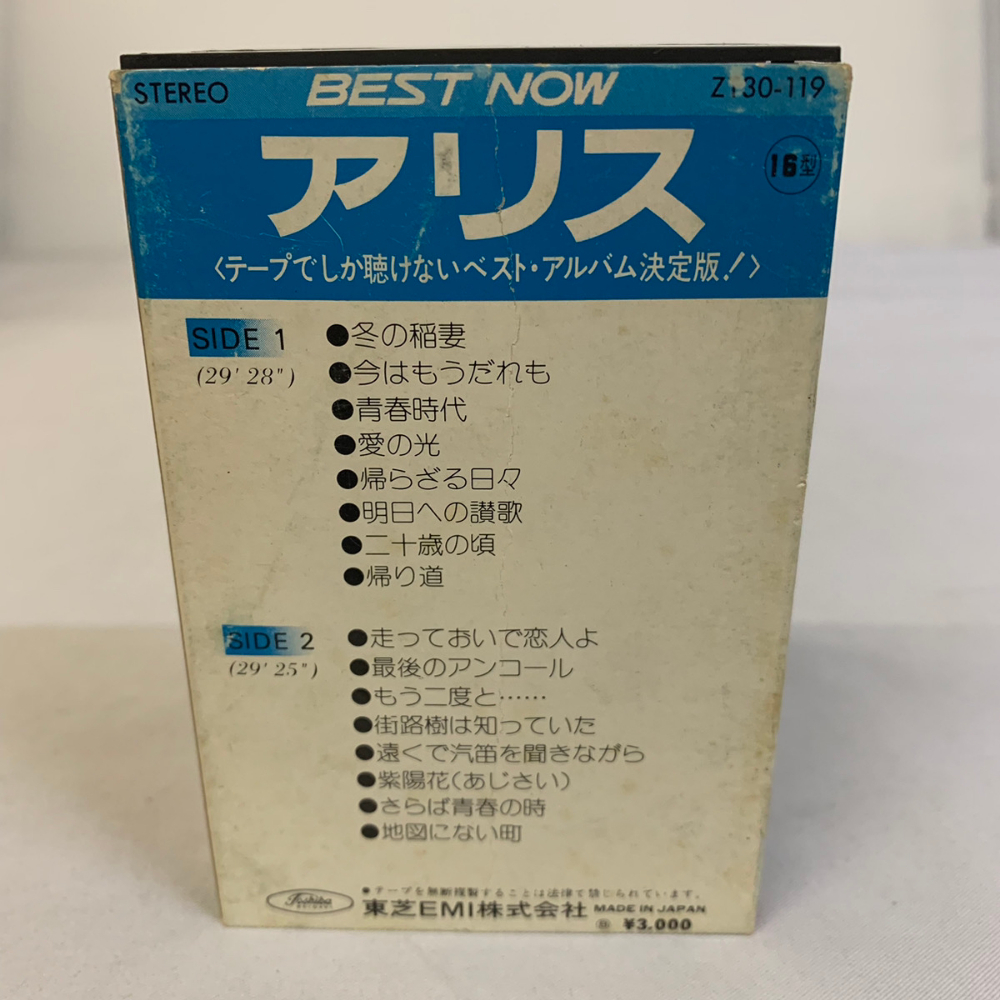 STEREO BEST NOW ZT30-119
アリス 16型
〈テープでしか聴けないベスト・アルバム決定版!〉
SIDE 1 ●冬の稲妻
(29'28") ●今はもうだれも
●青春時代
●愛の光
●帰らざる日々
●明日への讃歌
●二十歳の頃
●帰り道
SIDE 2 ●走っておいで恋人よ
(29'25") ●最後のアンコール
●もう二度と……
●街路樹は知っていた
●遠くで汽笛を聞きながら
●紫陽花(あじさい)
●さらば青春の時
●地図にない町
●テープを無断複製することは法律で禁じられています。
Toshiba 東芝EMI株式会社 MADE IN JAPAN
¥3,000